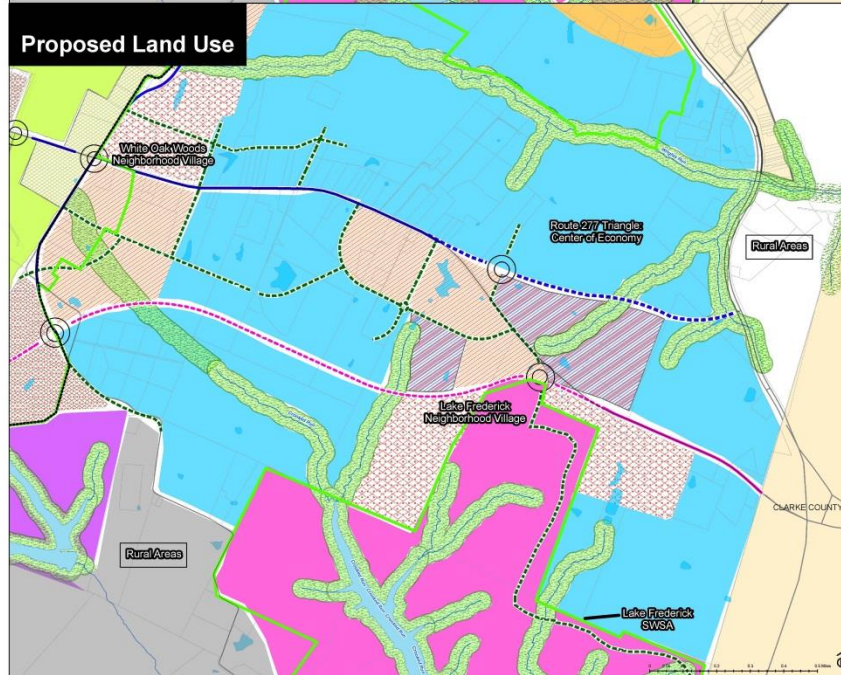 Proposed Land Use
White Oak Woods
Neighborhood Village
Route 277 Triangle:
Center of Economy
Rural Areas
Lake Frederick
Neighborhood Village
CLARKE COUNTY
Rural Areas
Lake Frederick
SWSA